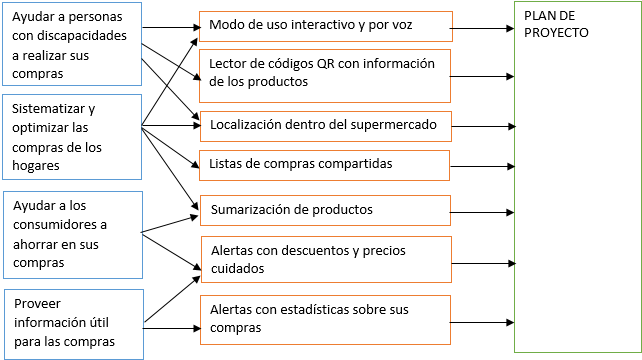 Ayudar a personas
con discapacidades
a realizar sus
compras
Sistematizar y
optimizar las
compras de los
hogares
Ayudar a los
consumidores a
ahorrar en sus
compras
Proveer
información útil
para las compras
Modo de uso interactivo y por voz
Lector de códigos QR con información
de los productos
Localización dentro del supermercado
Listas de compras compartidas
Sumarización de productos
Alertas con descuentos y precios
cuidados
Alertas con estadísticas sobre sus
compras
PLAN DE
PROYECTO